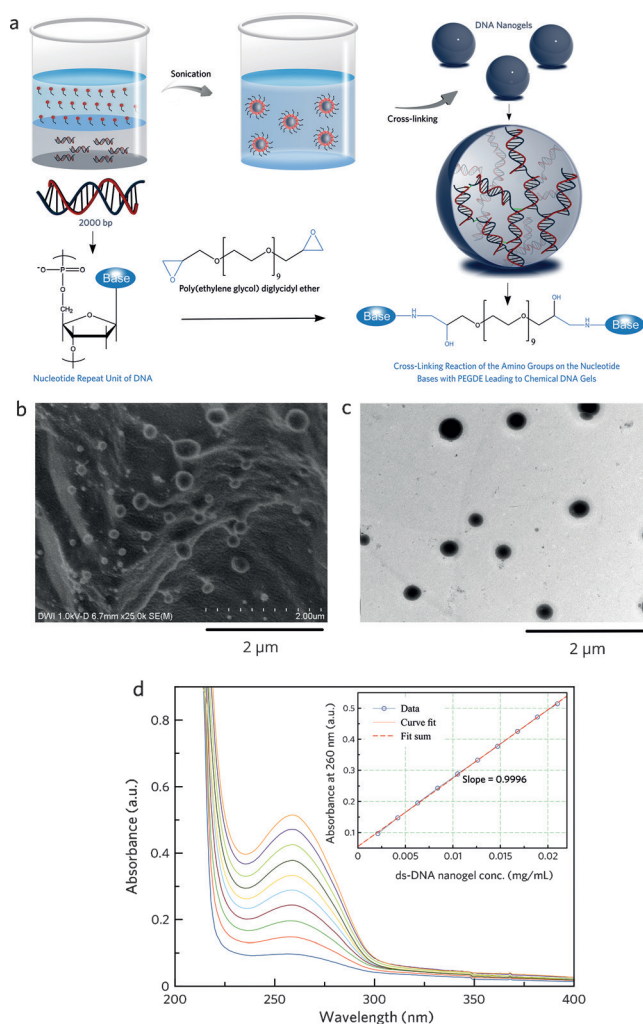 a
Sonication
Cross-linking
DNA Nanogels
2000 bp
Base
⁻O
P
O
O
CH₂
O
O
O
O
O
9
O
Poly(ethylene glycol) diglycidyl ether
Nucleotide Repeat Unit of DNA
Base
H
N
OH
O
O
9
OH
N
H
Base
Cross-Linking Reaction of the Amino Groups on the Nucleotide
Bases with PEGDE Leading to Chemical DNA Gels
b
DWI 1.0kV-D 6.7mm x25.0k SE(M)
2.00um
2 μm
c
2 μm
d
Absorbance (a.u.)
0.8
0.6
0.4
0.2
0
200
250
300
350
400
Wavelength (nm)
Absorbance at 260 nm (a.u.)
0.5
0.4
0.3
0.2
0.1
Data
Curve fit
Fit sum
Slope = 0.9996
0
0.005
0.01
0.015
0.02
ds-DNA nanogel conc. (mg/mL)